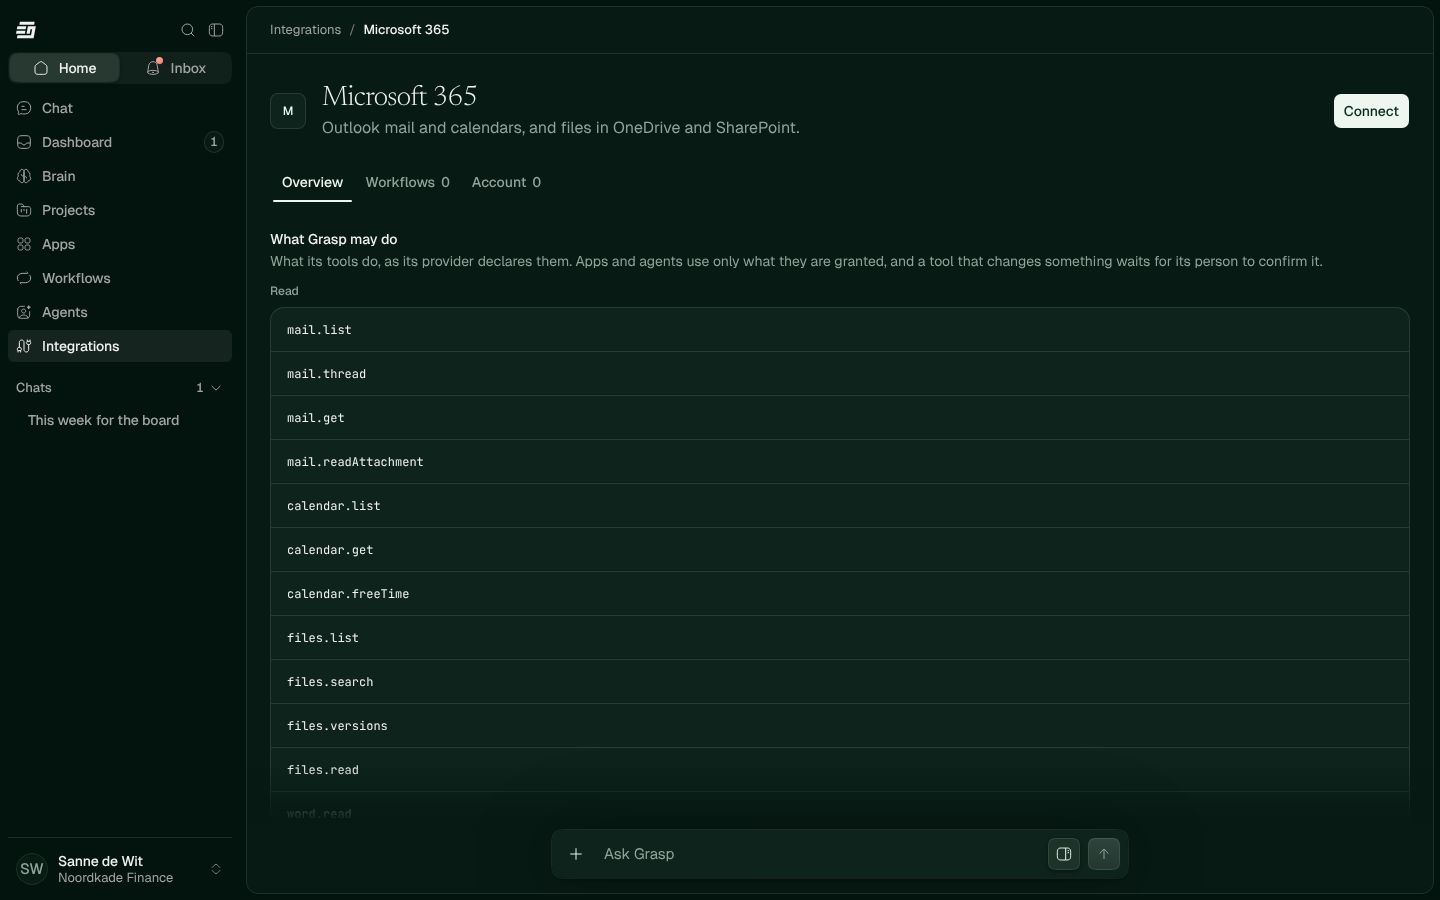 Integrations / Microsoft 365
Home
Inbox
Chat
Dashboard 1
Brain
Projects
Apps
Workflows
Agents
Integrations
Chats 1
This week for the board
SW
Sanne de Wit
Noordkade Finance
M
Microsoft 365
Outlook mail and calendars, and files in OneDrive and SharePoint.
Connect
Overview
Workflows 0
Account 0
What Grasp may do
What its tools do, as its provider declares them. Apps and agents use only what they are granted, and a tool that changes something waits for its person to confirm it.
Read
mail.list
mail.thread
mail.get
mail.readAttachment
calendar.list
calendar.get
calendar.freeTime
files.list
files.search
files.versions
files.read
word.read
Ask Grasp